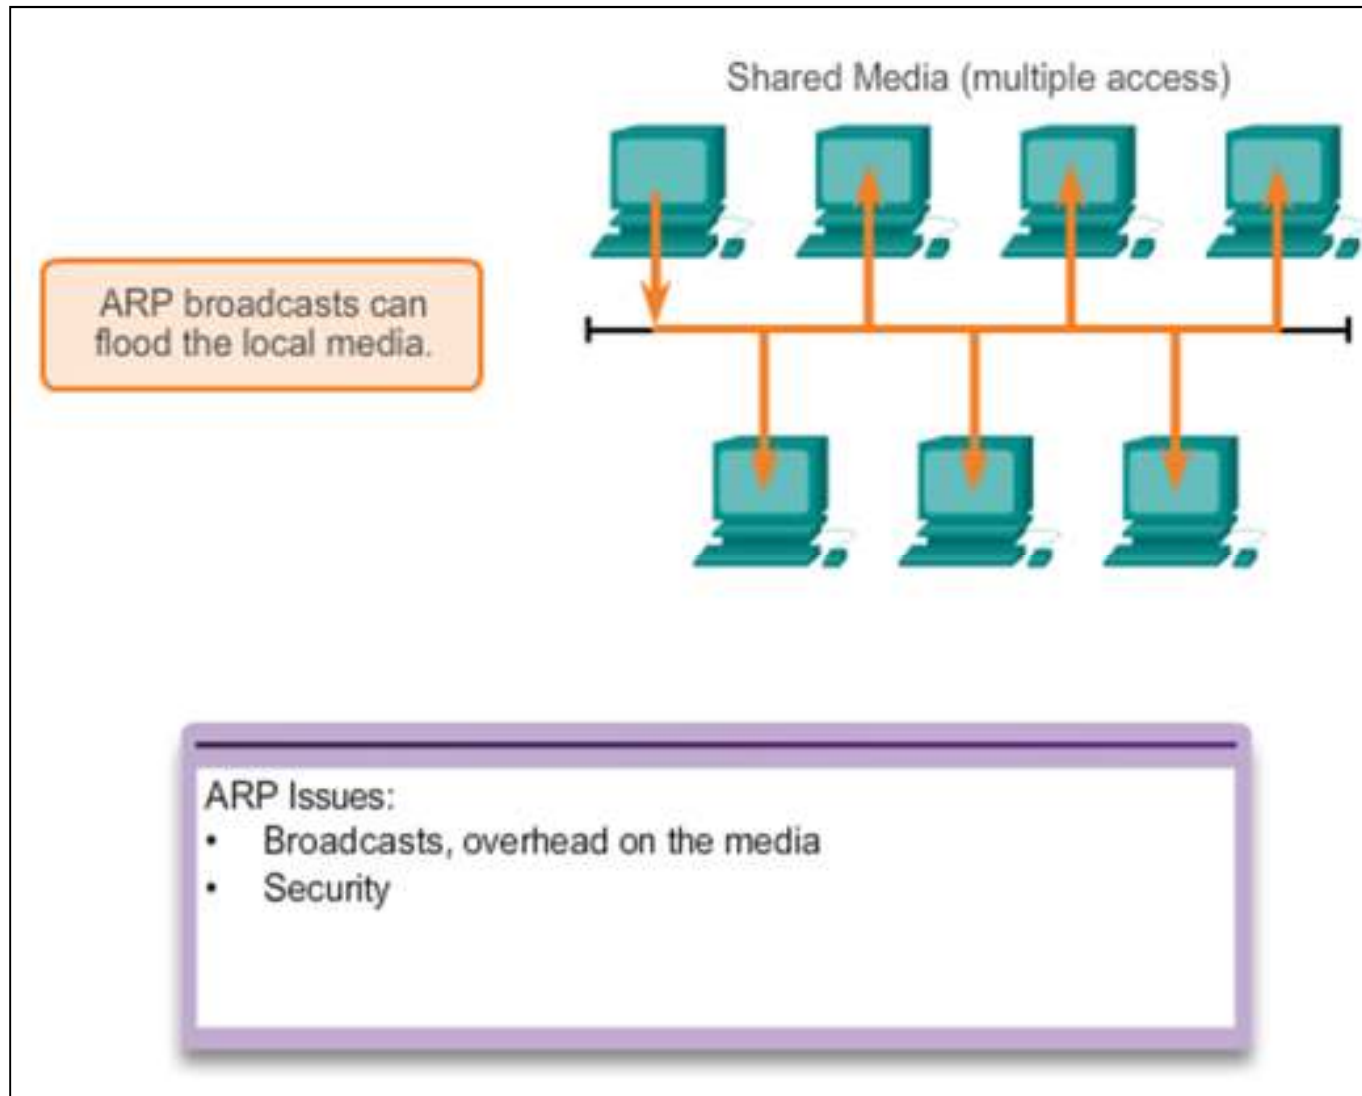 Shared Media (multiple access)
ARP broadcasts can
flood the local media.
ARP Issues:
• Broadcasts, overhead on the media
• Security